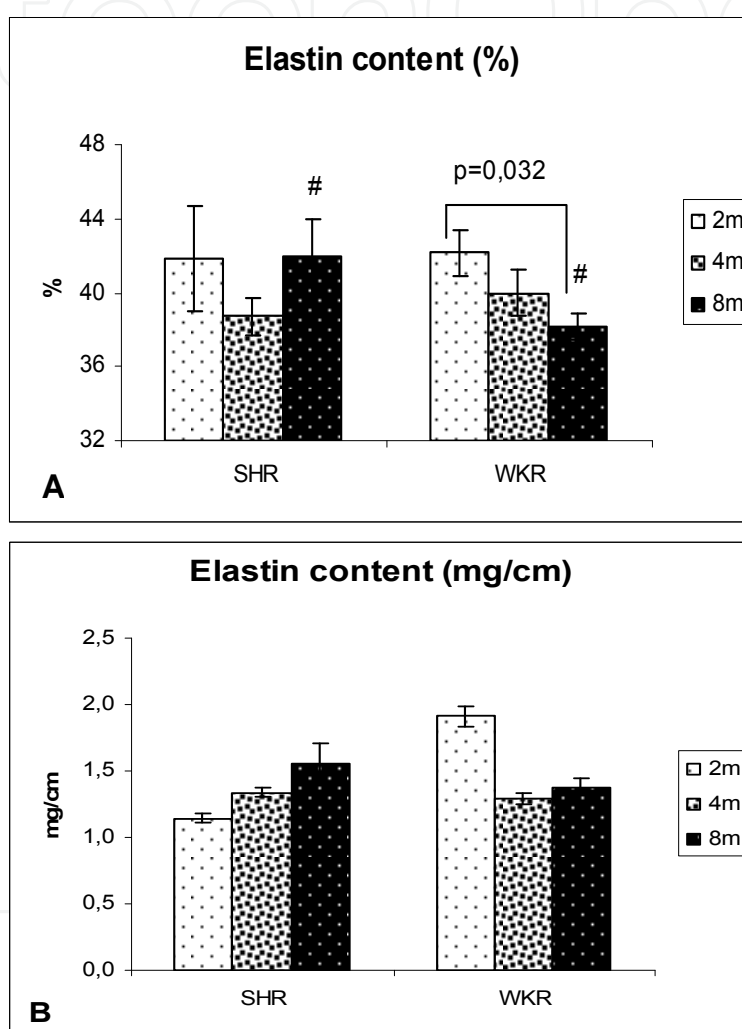 Elastin content (%)
48
44
40
36
32
%
#
p=0,032
#
SHR
WKR
2m
4m
8m
A
Elastin content (mg/cm)
2,5
2,0
1,5
1,0
0,5
0,0
mg/cm
SHR
WKR
2m
4m
8m
B